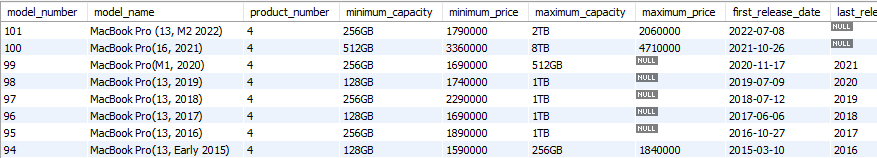 model_number model_name product_number minimum_capacity minimum_price maximum_capacity maximum_price first_release_date last_rele
101 MacBook Pro (13, M2 2022) 4 256GB 1790000 2TB 2060000 2022-07-08 NULL
100 MacBook Pro(16, 2021) 4 512GB 3360000 8TB 4710000 2021-10-26 NULL
99 MacBook Pro(M1, 2020) 4 256GB 1690000 512GB NULL 2020-11-17 2021
98 MacBook Pro(13, 2019) 4 128GB 1740000 1TB NULL 2019-07-09 2020
97 MacBook Pro(13, 2018) 4 256GB 2290000 1TB NULL 2018-07-12 2019
96 MacBook Pro(13, 2017) 4 128GB 1690000 1TB NULL 2017-06-06 2018
95 MacBook Pro(13, 2016) 4 256GB 1890000 1TB NULL 2016-10-27 2017
94 MacBook Pro(13, Early 2015) 4 128GB 1590000 256GB 1840000 2015-03-10 2016